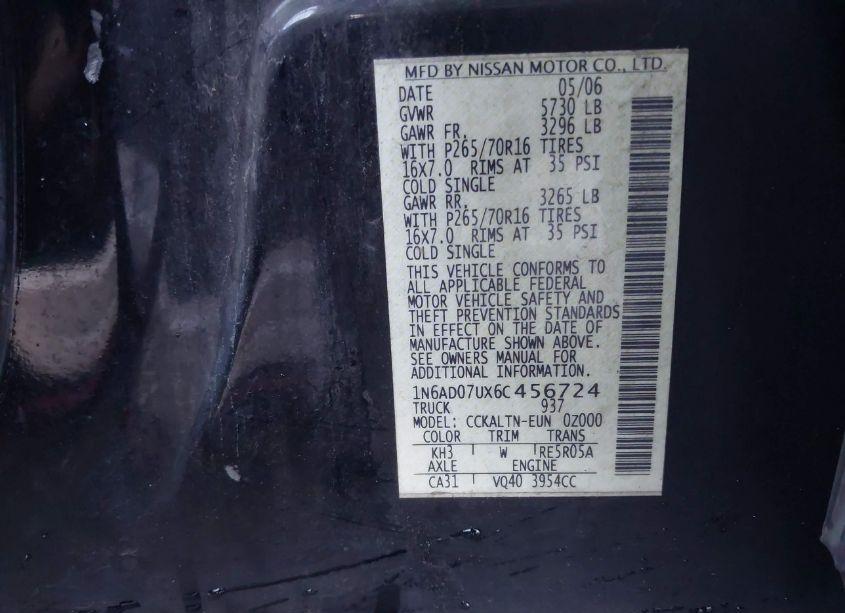 MFD BY NISSAN MOTOR CO., LTD.
DATE 05/06
GVWR 5730 LB
GAWR FR. 3296 LB
WITH P265/70R16 TIRES
16X7.0 RIMS AT 35 PSI
COLD SINGLE
GAWR RR. 3265 LB
WITH P265/70R16 TIRES
16X7.0 RIMS AT 35 PSI
COLD SINGLE
THIS VEHICLE CONFORMS TO
ALL APPLICABLE FEDERAL
MOTOR VEHICLE SAFETY AND
THEFT PREVENTION STANDARDS
IN EFFECT ON THE DATE OF
MANUFACTURE SHOWN ABOVE.
SEE OWNERS MANUAL FOR
ADDITIONAL INFORMATION.
1N6AD07UX6C456724
TRUCK 937
MODEL: CCKALTN-EUN 0Z000
COLOR TRIM TRANS
KH3 W RE5R05A
AXLE ENGINE
CA31 VQ40 3954CC